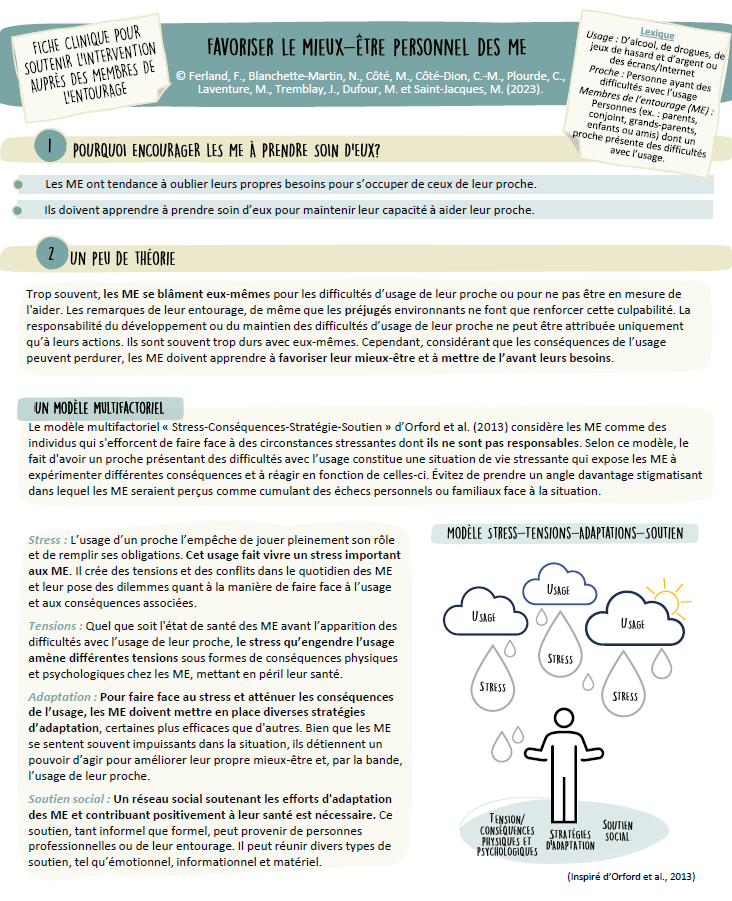 FICHE CLINIQUE POUR
SOUTENIR L'INTERVENTION
AUPRÈS DES MEMBRES DE
L'ENTOURAGE
FAVORISER LE MIEUX-ÊTRE PERSONNEL DES ME
© Ferland, F., Blanchette-Martin, N., Côté, M., Côté-Dion, C.-M., Plourde, C.,
Laventure, M., Tremblay, J., Dufour, M. et Saint-Jacques, M. (2023).
Lexique
Usage : D'alcool, de drogues, de
jeux de hasard et d'argent ou
des écrans/Internet
Proche : Personne ayant des
difficultés avec l'usage
Membres de l'entourage (ME) :
Personnes (ex. : parents,
conjoint, grands-parents,
enfants ou amis) dont un
proche présente des difficultés
avec l'usage.
1
POURQUOI ENCOURAGER LES ME À PRENDRE SOIN D'EUX?
Les ME ont tendance à oublier leurs propres besoins pour s'occuper de ceux de leur proche.
Ils doivent apprendre à prendre soin d'eux pour maintenir leur capacité à aider leur proche.
2
UN PEU DE THÉORIE
Trop souvent, les ME se blâment eux-mêmes pour les difficultés d'usage de leur proche ou pour ne pas être en mesure de
l'aider. Les remarques de leur entourage, de même que les préjugés environnants ne font que renforcer cette culpabilité. La
responsabilité du développement ou du maintien des difficultés d'usage de leur proche ne peut être attribuée uniquement
qu'à leurs actions. Ils sont souvent trop durs avec eux-mêmes. Cependant, considérant que les conséquences de l'usage
peuvent perdurer, les ME doivent apprendre à favoriser leur mieux-être et à mettre de l'avant leurs besoins.
UN MODÈLE MULTIFACTORIEL
Le modèle multifactoriel « Stress-Conséquences-Stratégie-Soutien » d'Orford et al. (2013) considère les ME comme des
individus qui s'efforcent de faire face à des circonstances stressantes dont ils ne sont pas responsables. Selon ce modèle, le
fait d'avoir un proche présentant des difficultés avec l'usage constitue une situation de vie stressante qui expose les ME à
expérimenter différentes conséquences et à réagir en fonction de celles-ci. Évitez de prendre un angle davantage stigmatisant
dans lequel les ME seraient perçus comme cumulant des échecs personnels ou familiaux face à la situation.
Stress : L'usage d'un proche l'empêche de jouer pleinement son rôle
et de remplir ses obligations. Cet usage fait vivre un stress important
aux ME. Il crée des tensions et des conflits dans le quotidien des ME
et leur pose des dilemmes quant à la manière de faire face à l'usage
et aux conséquences associées.
Tensions : Quel que soit l'état de santé des ME avant l'apparition des
difficultés avec l'usage de leur proche, le stress qu'engendre l'usage
amène différentes tensions sous formes de conséquences physiques
et psychologiques chez les ME, mettant en péril leur santé.
Adaptation : Pour faire face au stress et atténuer les conséquences
de l'usage, les ME doivent mettre en place diverses stratégies
d'adaptation, certaines plus efficaces que d'autres. Bien que les ME
se sentent souvent impuissants dans la situation, ils détiennent un
pouvoir d'agir pour améliorer leur propre mieux-être et, par la bande,
l'usage de leur proche.
Soutien social : Un réseau social soutenant les efforts d'adaptation
des ME et contribuant positivement à leur santé est nécessaire. Ce
soutien, tant informel que formel, peut provenir de personnes
professionnelles ou de leur entourage. Il peut réunir divers types de
soutien, tel qu'émotionnel, informationnel et matériel.
MODÈLE STRESS-TENSIONS-ADAPTATIONS-SOUTIEN
USAGE
USAGE
USAGE
STRESS
STRESS
STRESS
TENSION/
CONSÉQUENCES
PHYSIQUES ET
PSYCHOLOGIQUES
STRATÉGIES
D'ADAPTATION
SOUTIEN
SOCIAL
(Inspiré d'Orford et al., 2013)